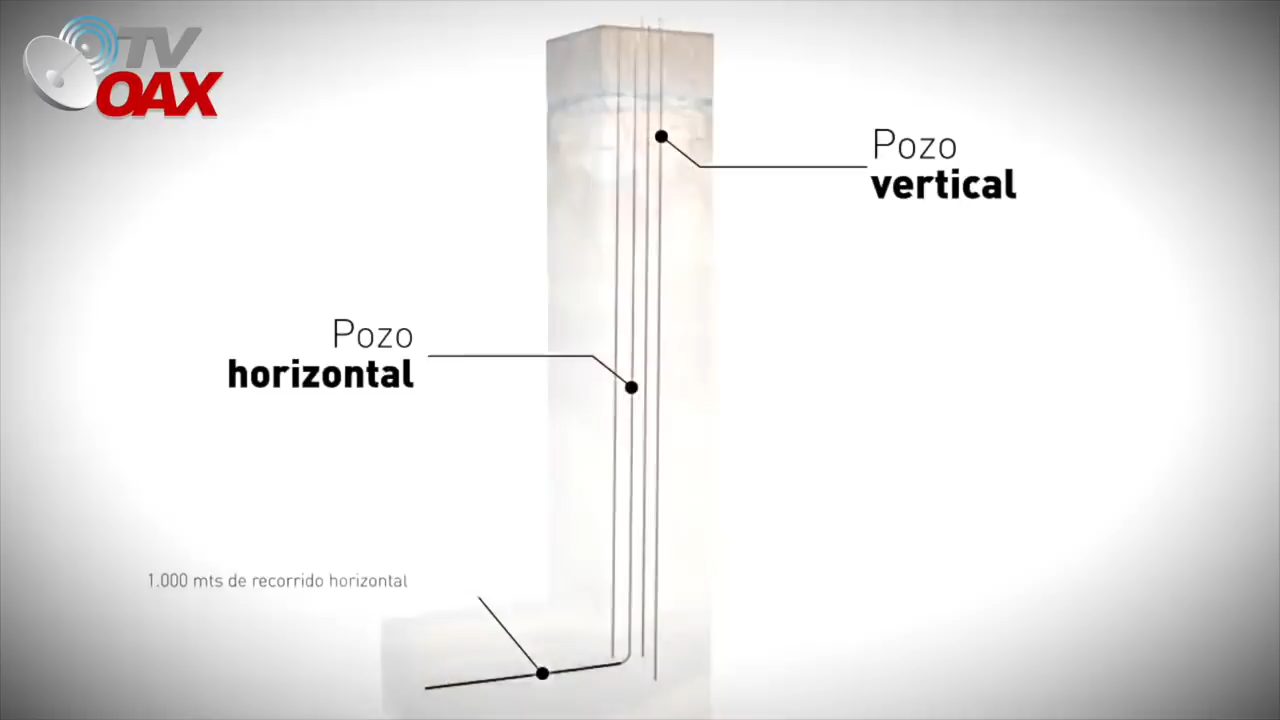 TV
OAX
Pozo
vertical
Pozo
horizontal
1.000 mts de recorrido horizontal